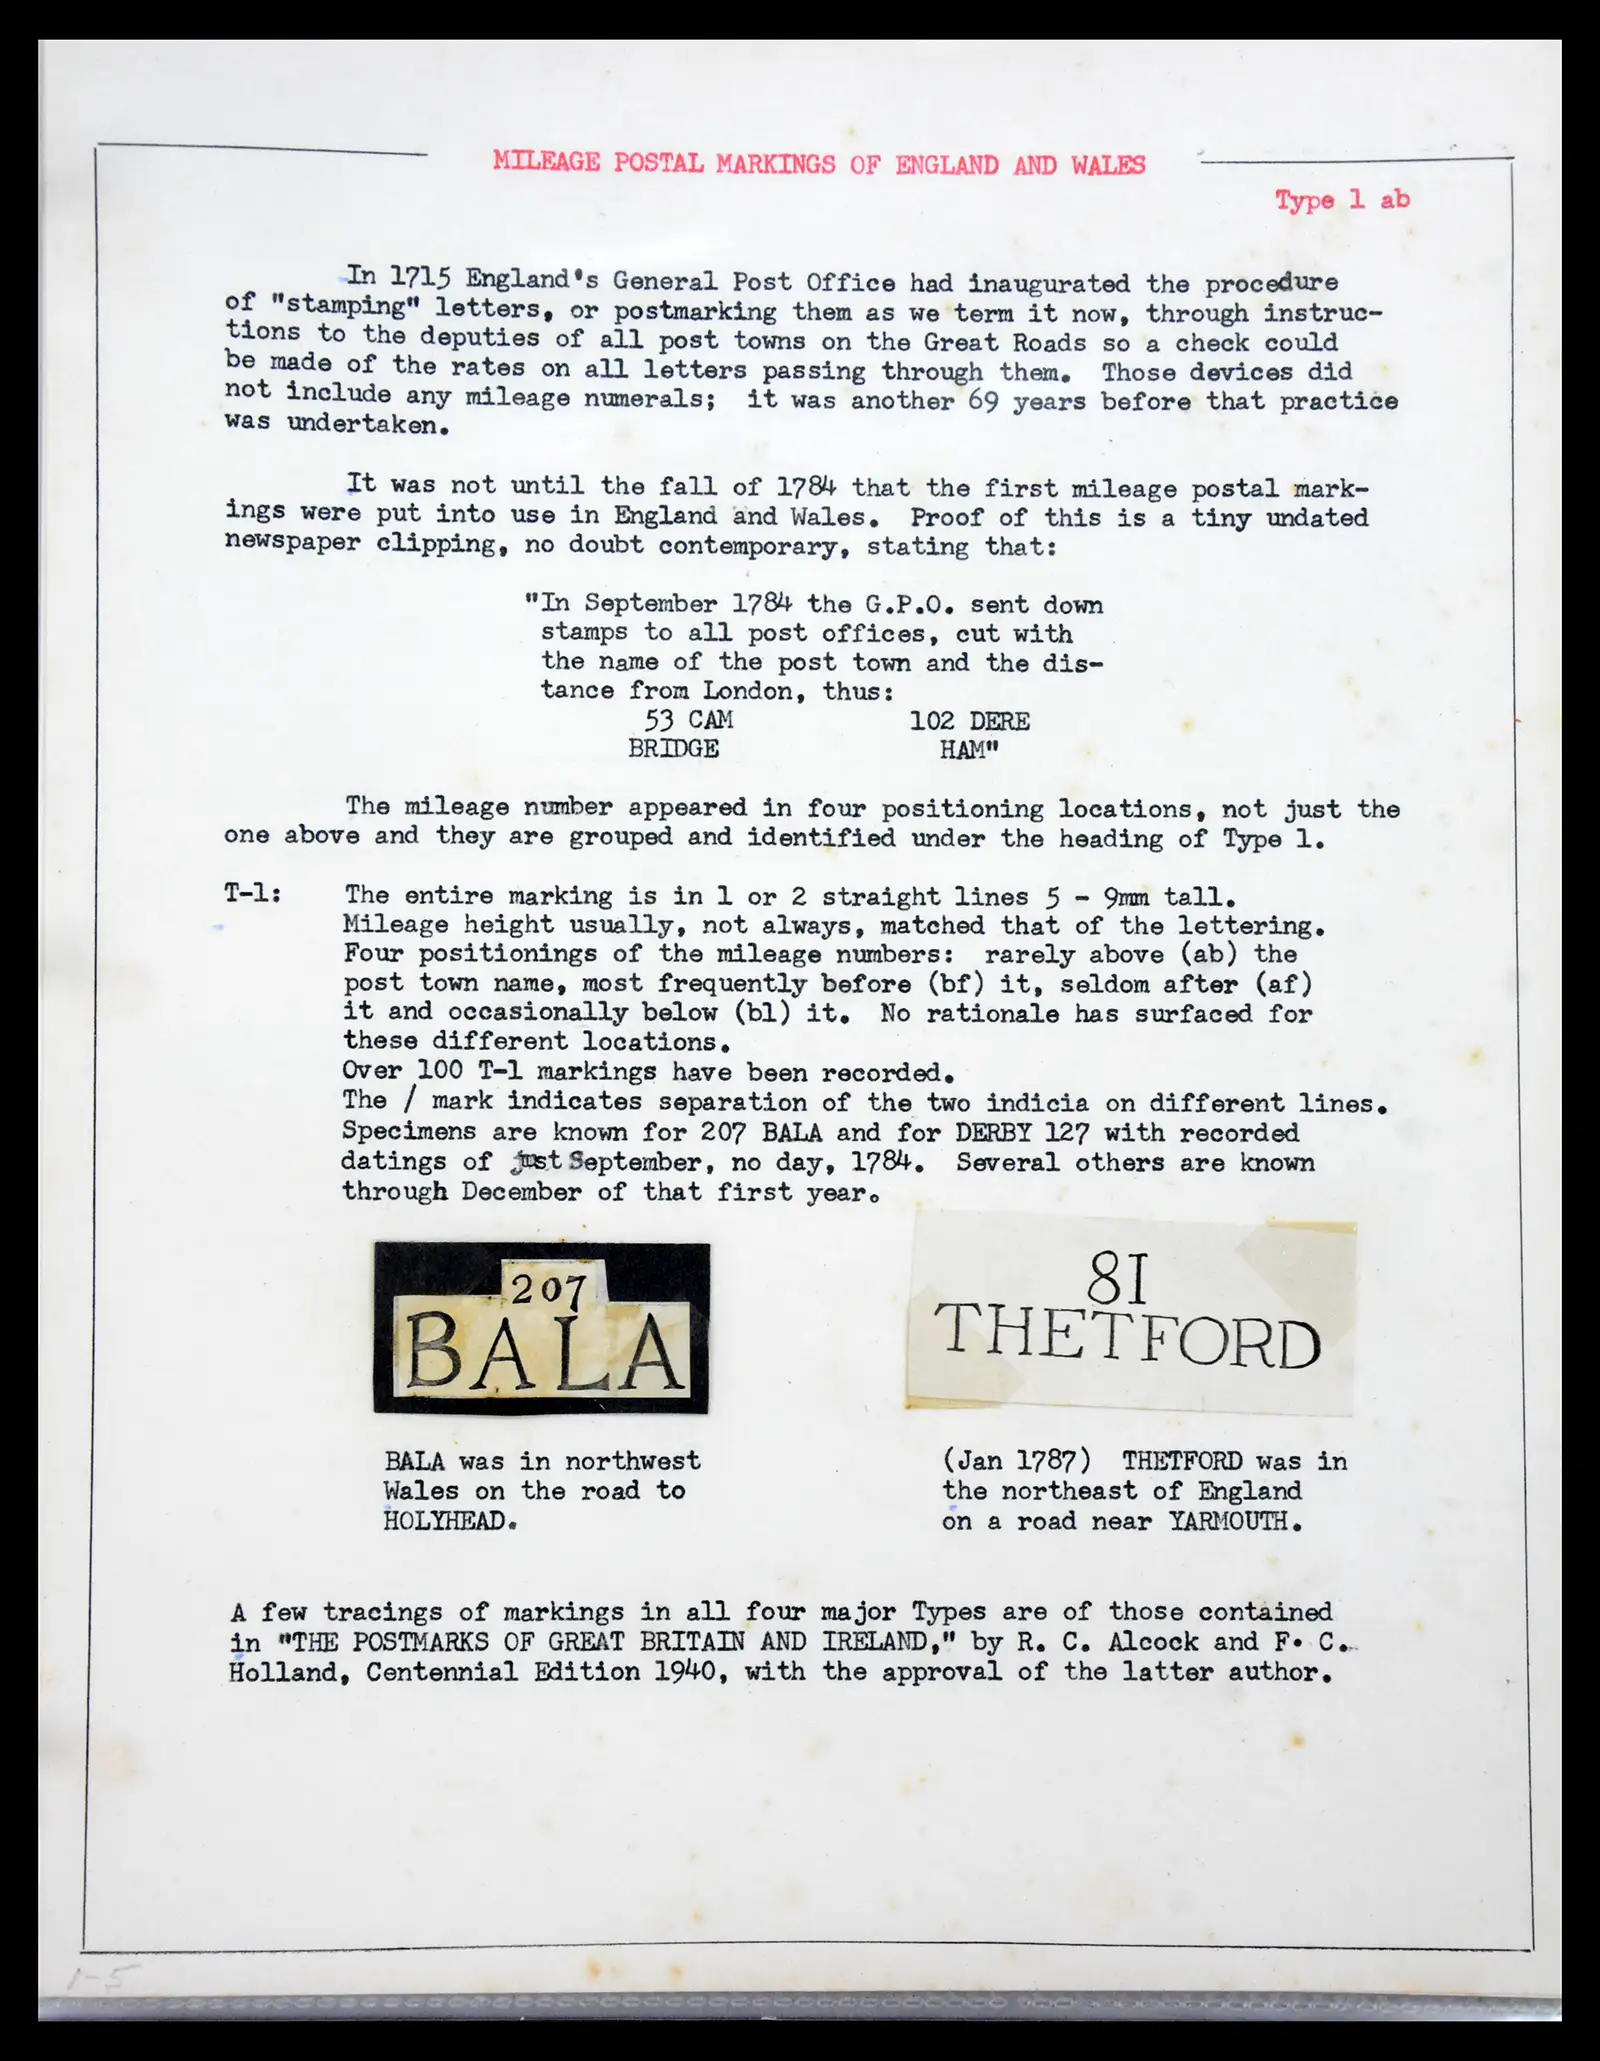 MILEAGE POSTAL MARKINGS OF ENGLAND AND WALES
Type 1 ab
In 1715 England's General Post Office had inaugurated the procedure
of "stamping" letters, or postmarking them as we term it now, through instruc-
tions to the deputies of all post towns on the Great Roads so a check could
be made of the rates on all letters passing through them. Those devices did
not include any mileage numerals; it was another 69 years before that practice
was undertaken.
It was not until the fall of 1784 that the first mileage postal mark-
ings were put into use in England and Wales. Proof of this is a tiny undated
newspaper clipping, no doubt contemporary, stating that:
"In September 1784 the G.P.O. sent down
stamps to all post offices, cut with
the name of the post town and the dis-
tance from London, thus:
53 CAM 102 DERE
BRIDGE HAM"
The mileage number appeared in four positioning locations, not just the
one above and they are grouped and identified under the heading of Type 1.
T-1: The entire marking is in 1 or 2 straight lines 5 - 9mm tall.
Mileage height usually, not always, matched that of the lettering.
Four positionings of the mileage numbers: rarely above (ab) the
post town name, most frequently before (bf) it, seldom after (af)
it and occasionally below (bl) it. No rationale has surfaced for
these different locations.
Over 100 T-1 markings have been recorded.
The / mark indicates separation of the two indicia on different lines.
Specimens are known for 207 BALA and for DERBY 127 with recorded
datings of just September, no day, 1784. Several others are known
through December of that first year.
207
BALA
81
THETFORD
BALA was in northwest
Wales on the road to
HOLYHEAD.
(Jan 1787) THETFORD was in
the northeast of England
on a road near YARMOUTH.
A few tracings of markings in all four major Types are of those contained
in "THE POSTMARKS OF GREAT BRITAIN AND IRELAND," by R. C. Alcock and F. C.
Holland, Centennial Edition 1940, with the approval of the latter author.
1-5